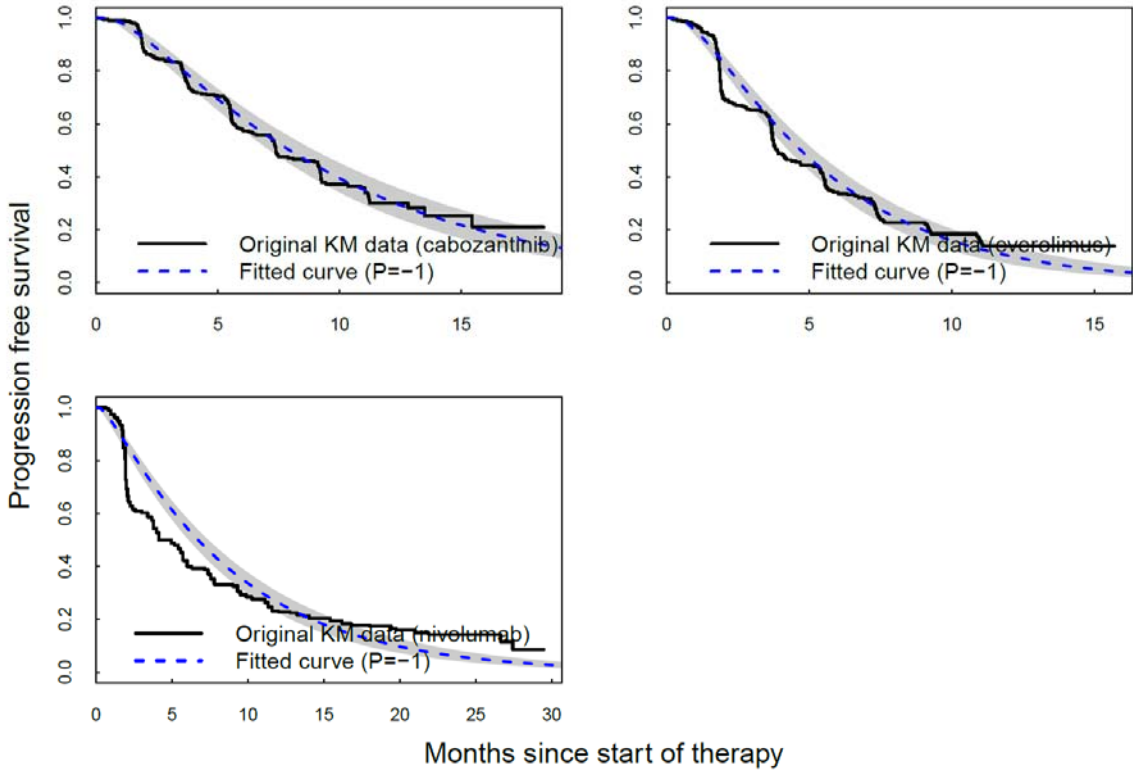 Progression free survival
1.0
0.8
0.6
0.4
0.2
0.0
Original KM data (cabozantinib)
Fitted curve (P=−1)
0 5 10 15
1.0
0.8
0.6
0.4
0.2
0.0
Original KM data (everolimus)
Fitted curve (P=−1)
0 5 10 15
1.0
0.8
0.6
0.4
0.2
0.0
Original KM data (nivolumab)
Fitted curve (P=−1)
0 5 10 15 20 25 30
Months since start of therapy